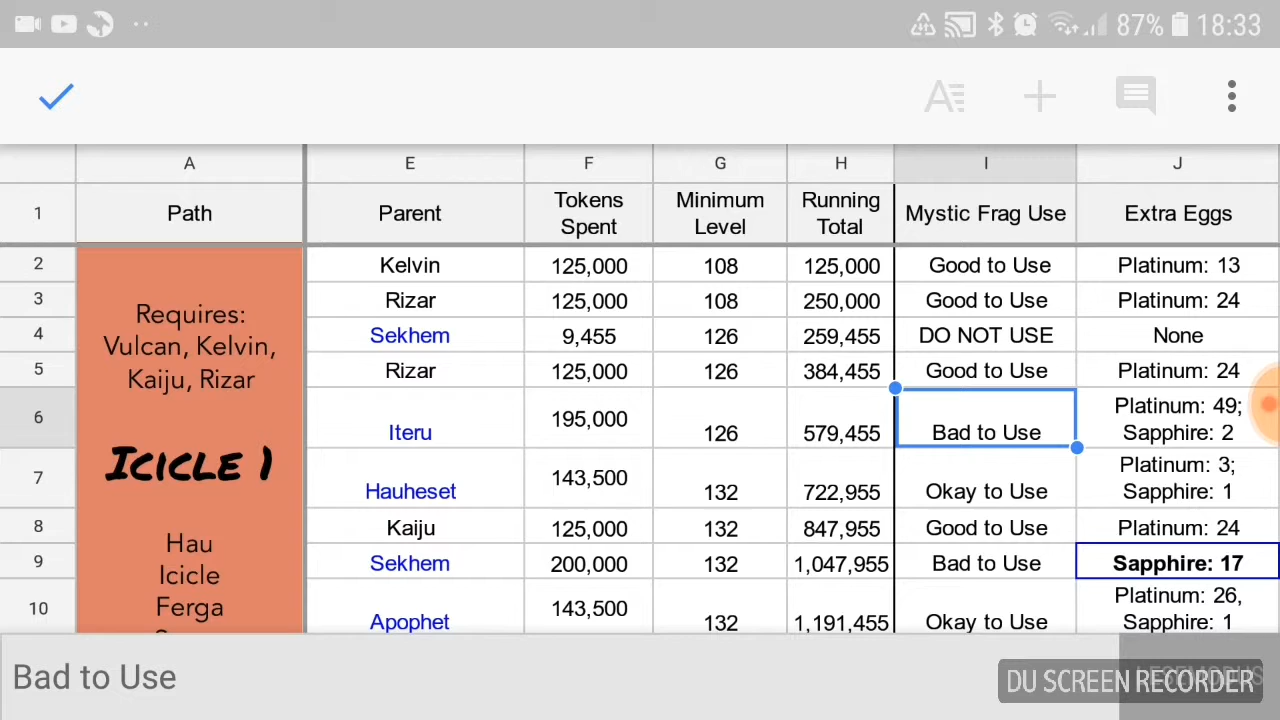 87% 18:33
A E F G H I J
1 Path Parent Tokens Spent Minimum Level Running Total Mystic Frag Use Extra Eggs
2 Kelvin 125,000 108 125,000 Good to Use Platinum: 13
3 Rizar 125,000 108 250,000 Good to Use Platinum: 24
4 Sekhem 9,455 126 259,455 DO NOT USE None
5 Rizar 125,000 126 384,455 Good to Use Platinum: 24
6 Iteru 195,000 126 579,455 Bad to Use Platinum: 49; Sapphire: 2
7 Hauheset 143,500 132 722,955 Okay to Use Platinum: 3; Sapphire: 1
8 Kaiju 125,000 132 847,955 Good to Use Platinum: 24
9 Sekhem 200,000 132 1,047,955 Bad to Use Sapphire: 17
10 Apophet 143,500 132 1,191,455 Okay to Use Platinum: 26, Sapphire: 1
Requires:
Vulcan, Kelvin,
Kaiju, Rizar
Icicle 1
Hau
Icicle
Ferga
Bad to Use
LESEMODUS
DU SCREEN RECORDER